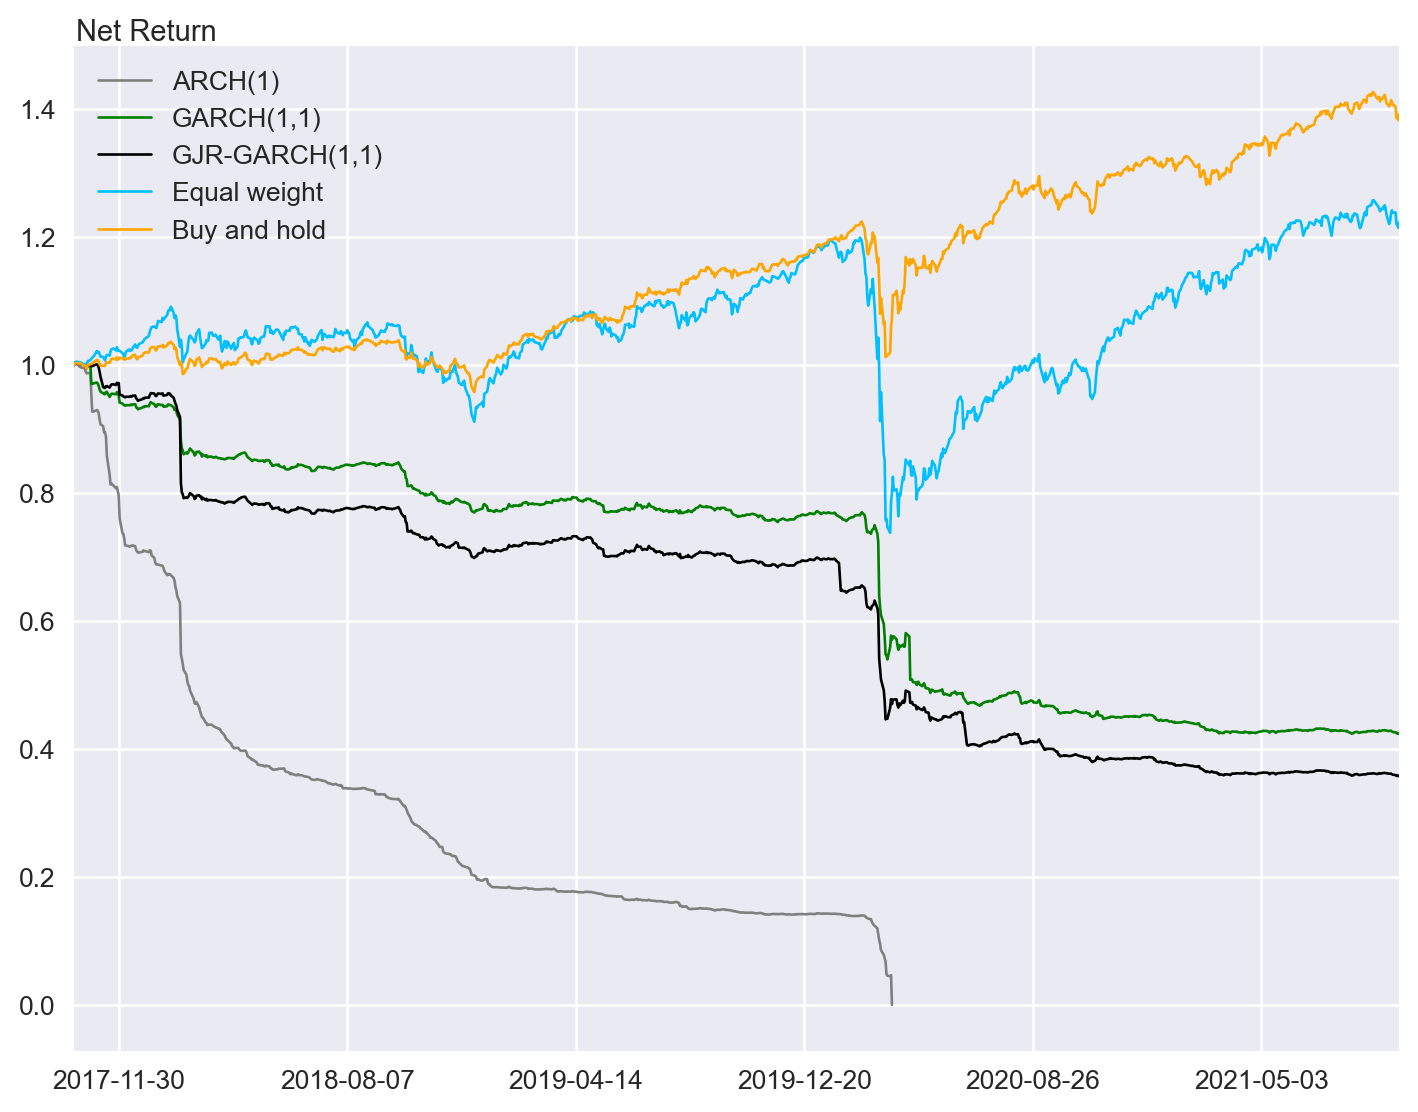 Net Return
ARCH(1)
GARCH(1,1)
GJR-GARCH(1,1)
Equal weight
Buy and hold
1.4
1.2
1.0
0.8
0.6
0.4
0.2
0.0
2017-11-30 2018-08-07 2019-04-14 2019-12-20 2020-08-26 2021-05-03